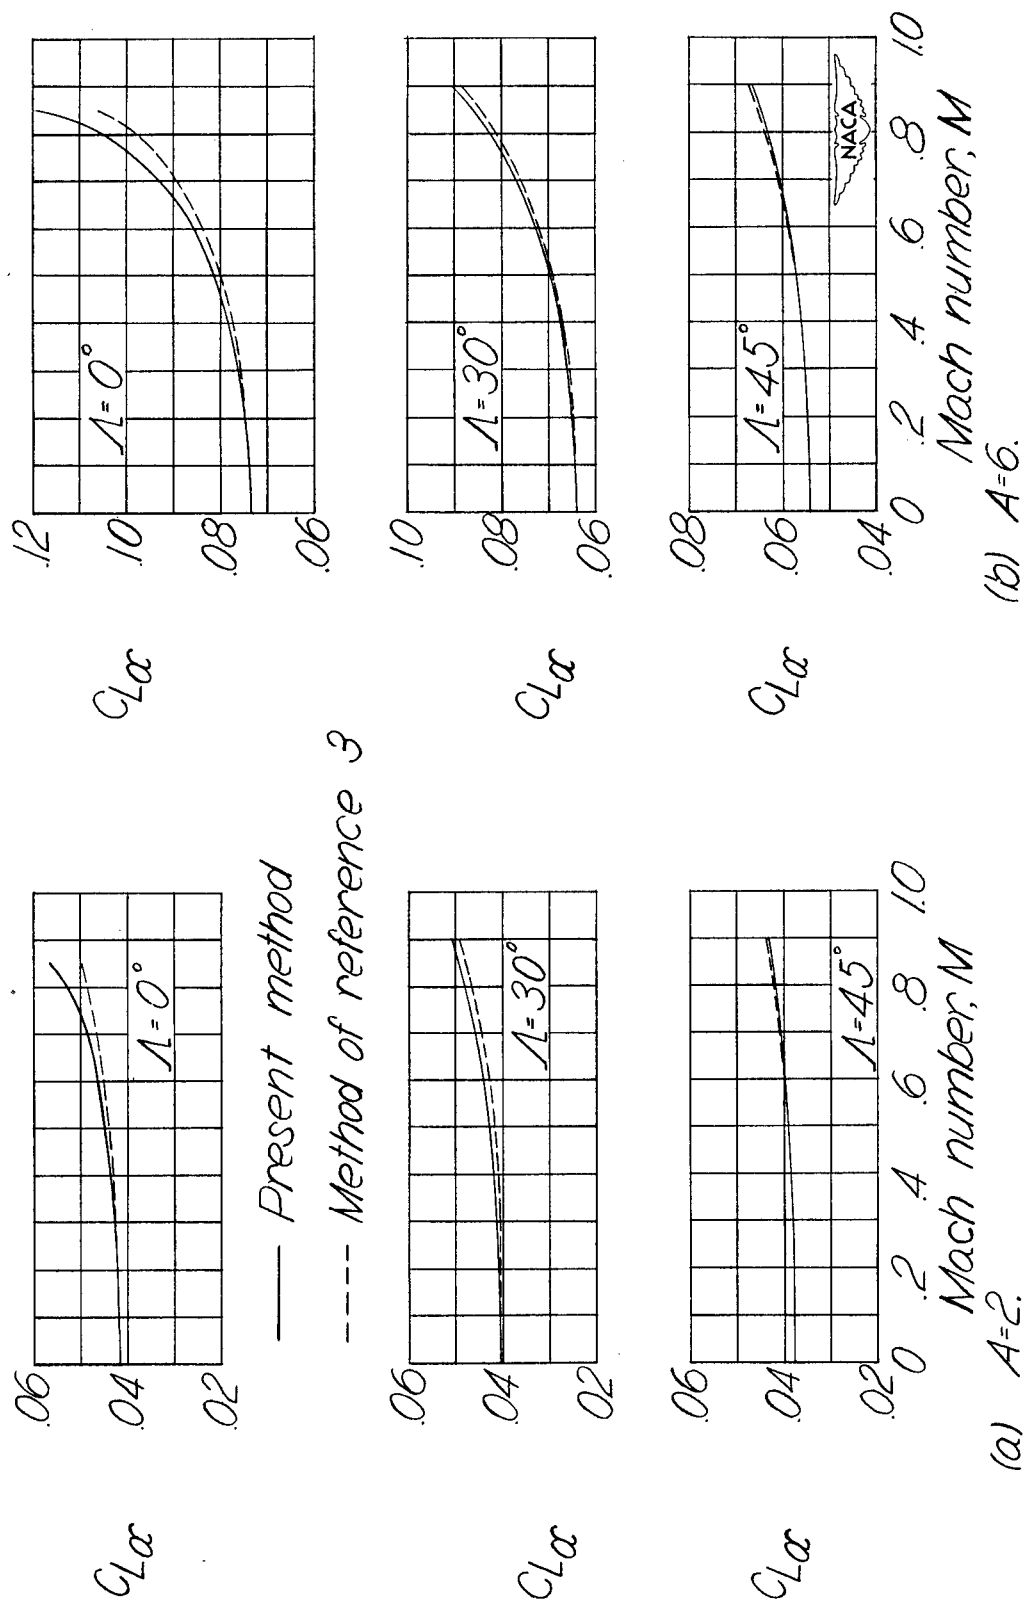 .06
.04
.02
CLα
Λ=0°
—— Present method
---- Method of reference 3
.06
.04
.02
CLα
Λ=30°
.06
.04
.02
CLα
Λ=45°
0 .2 .4 .6 .8 1.0
Mach number, M
(a) A=2.
.12
.10
.08
.06
CLα
Λ=0°
.10
.08
.06
CLα
Λ=30°
.08
.06
.04
CLα
Λ=45°
NACA
0 .2 .4 .6 .8 1.0
Mach number, M
(b) A=6.